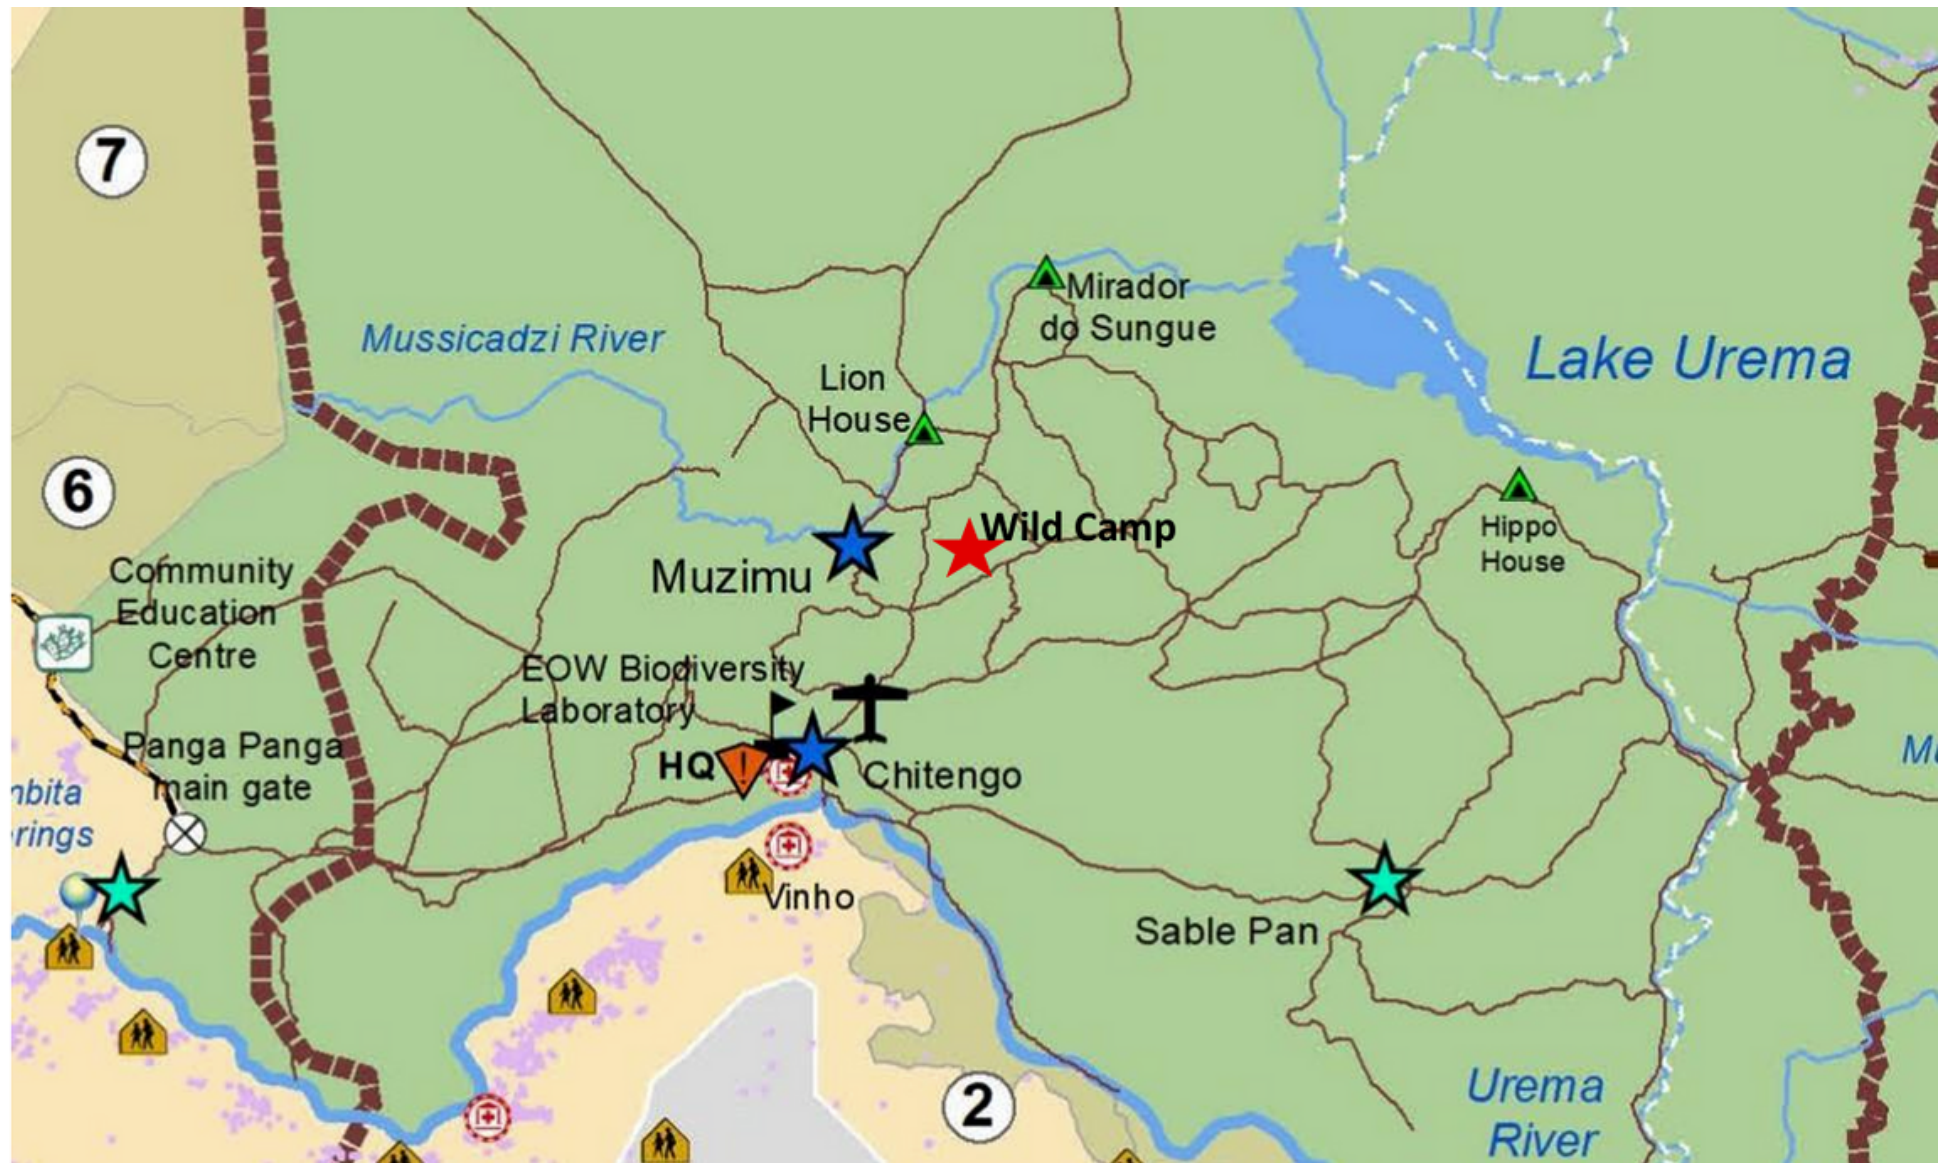 7
Mussicadzi River
Mirador
do Sungue
Lake Urema
Lion
House
6
Wild Camp
Hippo
House
Muzimu
Community
Education
Centre
EOW Biodiversity
Laboratory
Panga Panga
main gate
HQ
Chitengo
Vinho
Sable Pan
2
Urema
River